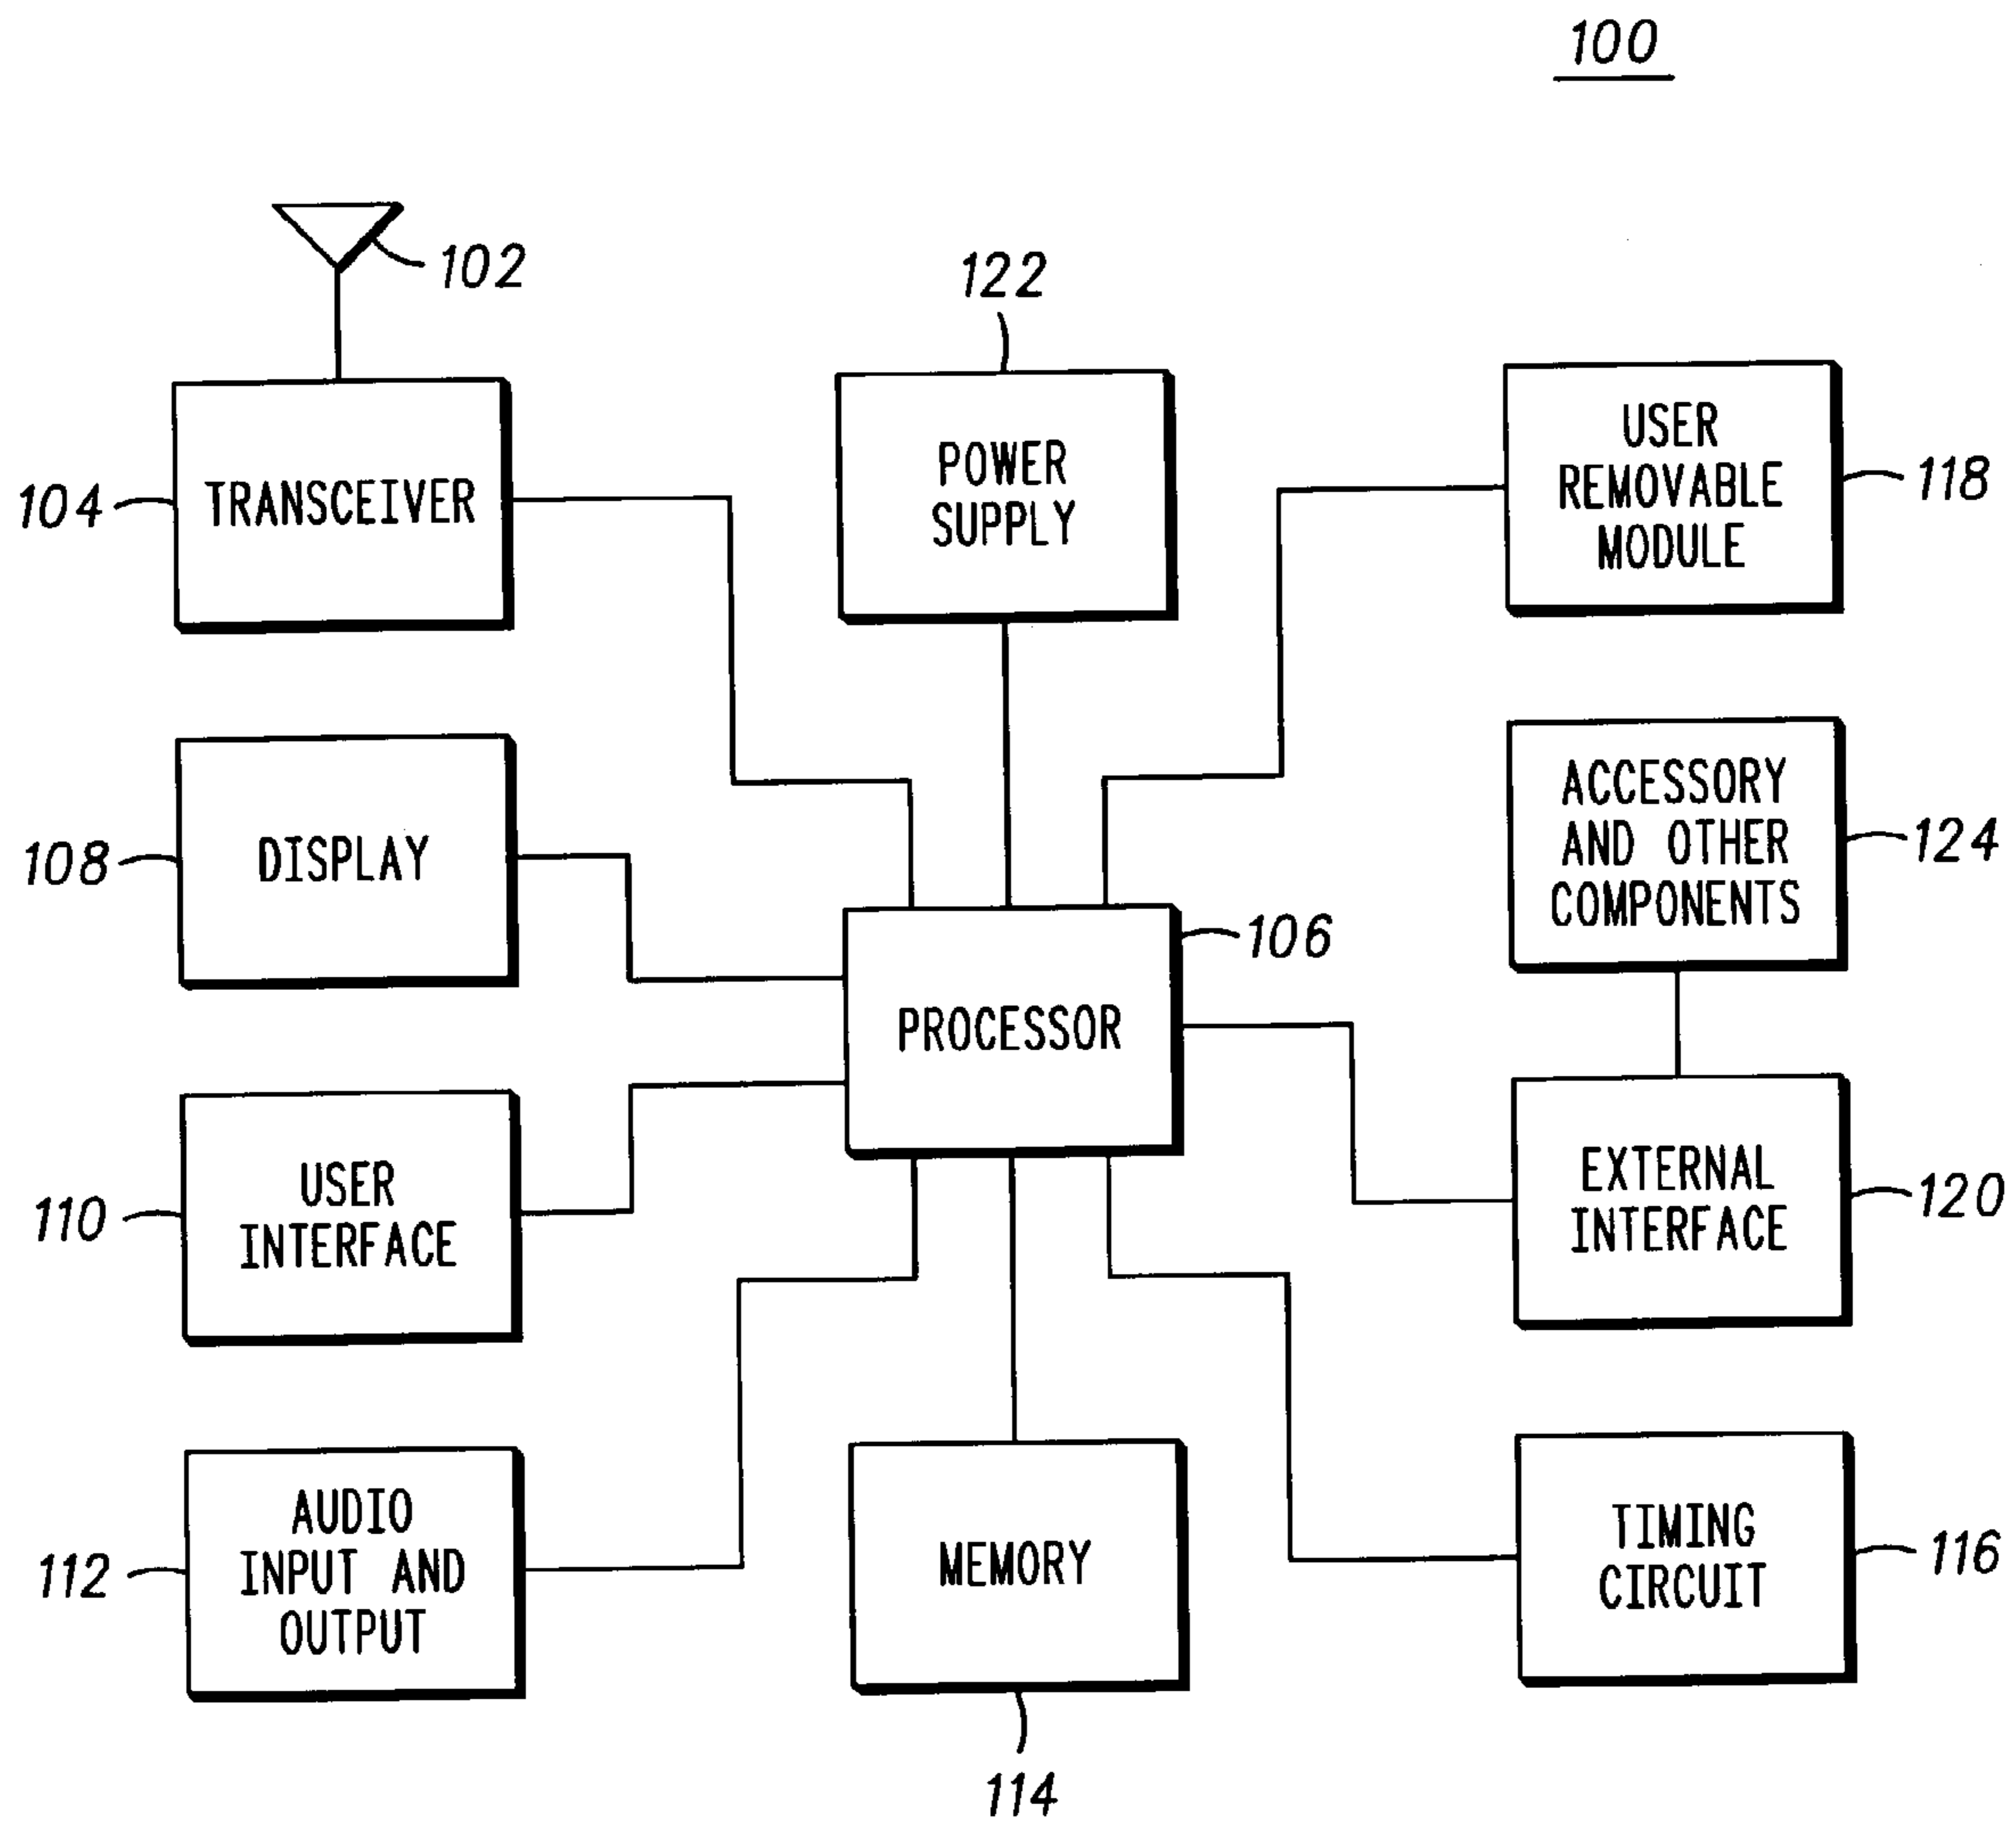 100
102
122
104
TRANSCEIVER
POWER
SUPPLY
USER
REMOVABLE
MODULE
118
108
DISPLAY
ACCESSORY
AND OTHER
COMPONENTS
124
106
PROCESSOR
110
USER
INTERFACE
EXTERNAL
INTERFACE
120
112
AUDIO
INPUT AND
OUTPUT
MEMORY
TIMING
CIRCUIT
116
114